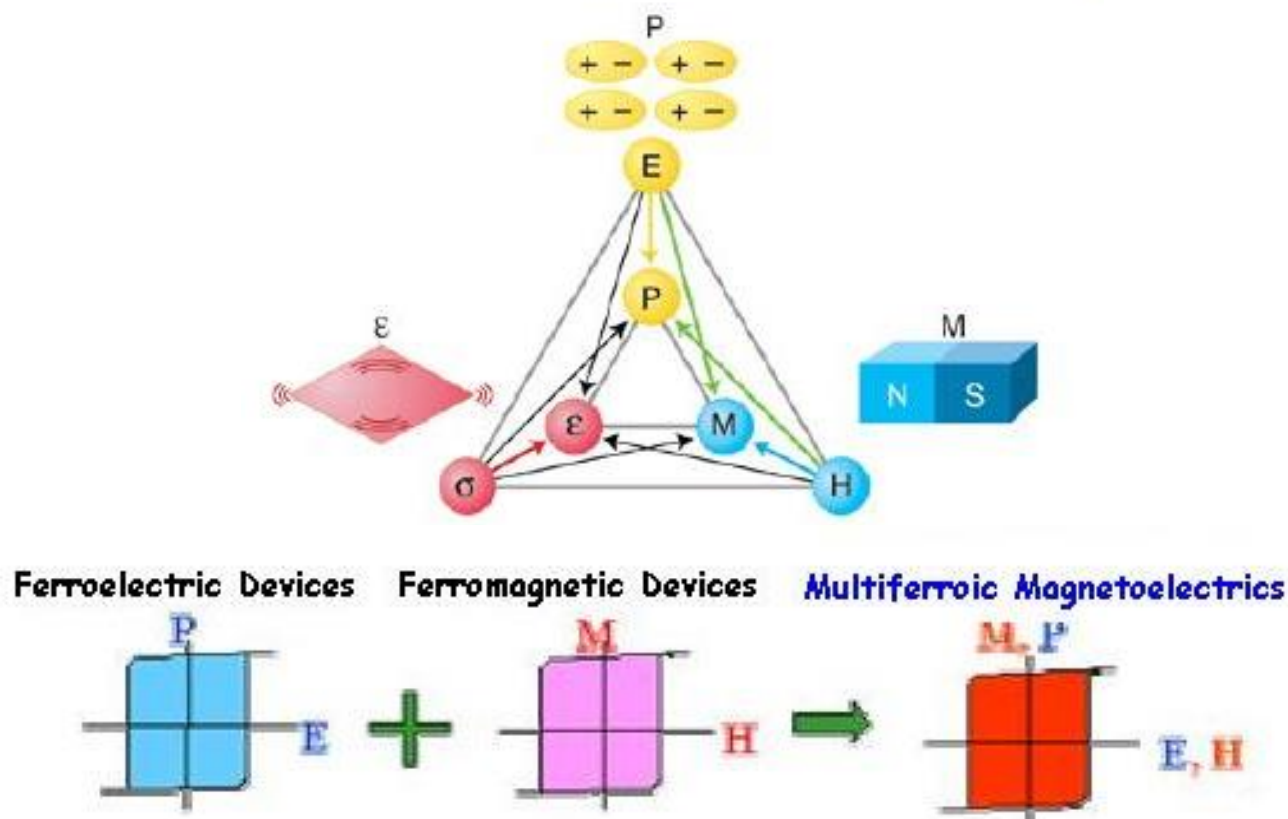 P
+ − + −
+ − + −
E
P
ε
M
N S
ε M
σ H
Ferroelectric Devices Ferromagnetic Devices Multiferroic Magnetoelectrics
P M M, P
E H E, H